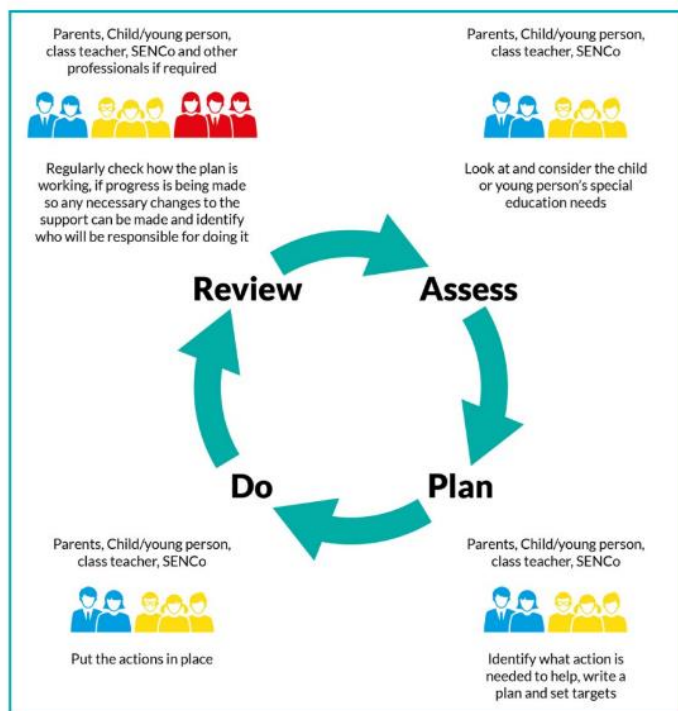 Parents, Child/young person,
class teacher, SENCo and other
professionals if required
Regularly check how the plan is
working, if progress is being made
so any necessary changes to the
support can be made and identify
who will be responsible for doing it
Parents, Child/young person,
class teacher, SENCo
Look at and consider the child
or young person's special
education needs
Review
Assess
Do
Plan
Parents, Child/young person,
class teacher, SENCo
Put the actions in place
Parents, Child/young person,
class teacher, SENCo
Identify what action is
needed to help, write a
plan and set targets